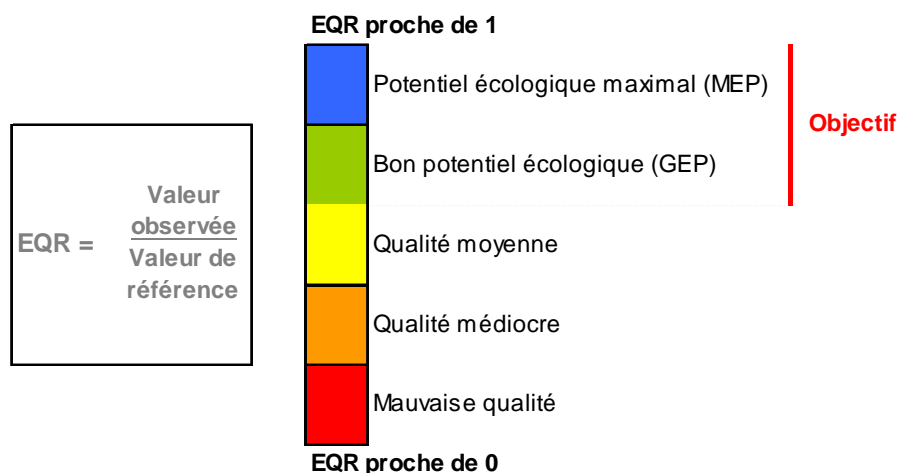 EQR proche de 1
Potentiel écologique maximal (MEP)
Objectif
Bon potentiel écologique (GEP)
Valeur
observée
EQR =
Valeur de
référence
Qualité moyenne
Qualité médiocre
Mauvaise qualité
EQR proche de 0